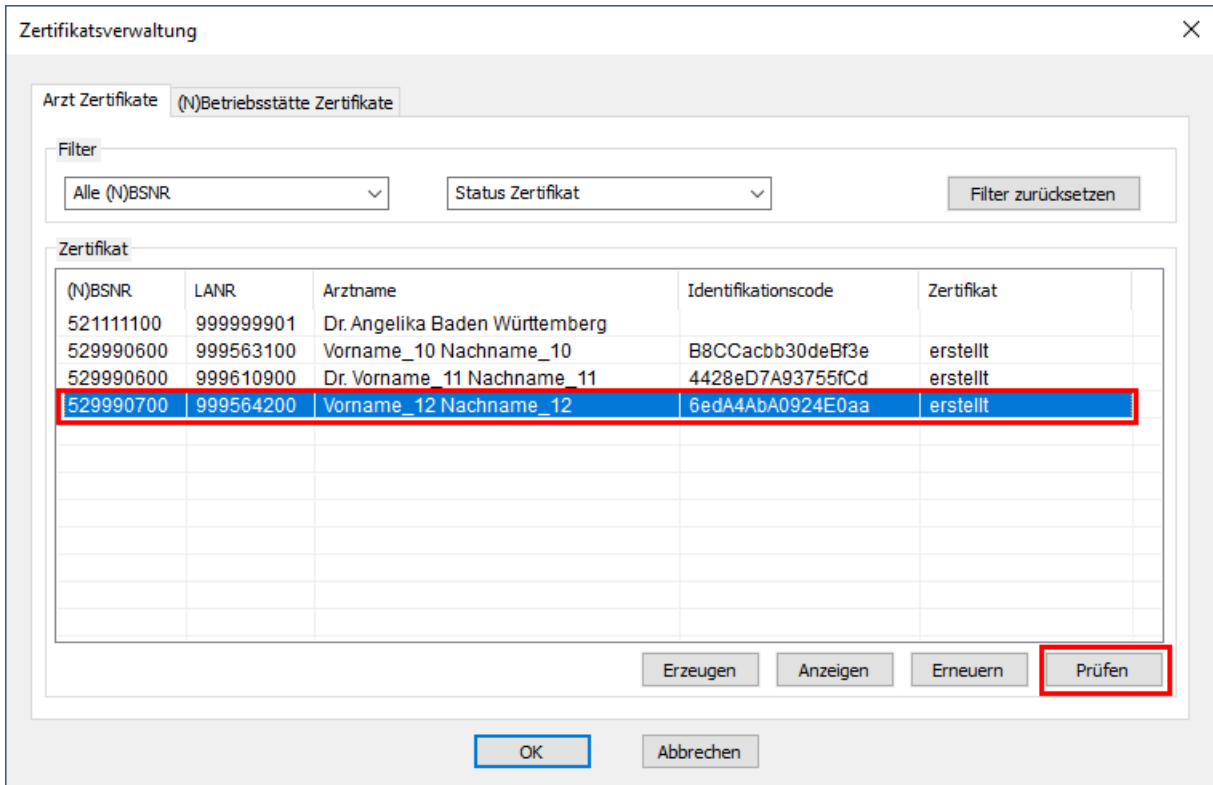 Zertifikatsverwaltung
Arzt Zertifikate (N)Betriebsstätte Zertifikate
Filter
Alle (N)BSNR Status Zertifikat Filter zurücksetzen
Zertifikat
(N)BSNR LANR Arztname Identifikationscode Zertifikat
521111100 999999901 Dr. Angelika Baden Württemberg
529990600 999563100 Vorname_10 Nachname_10 B8CCacbb30deBf3e erstellt
529990600 999610900 Dr. Vorname_11 Nachname_11 4428eD7A93755fCd erstellt
529990700 999564200 Vorname_12 Nachname_12 6edA4AbA0924E0aa erstellt
Erzeugen Anzeigen Erneuern Prüfen
OK Abbrechen